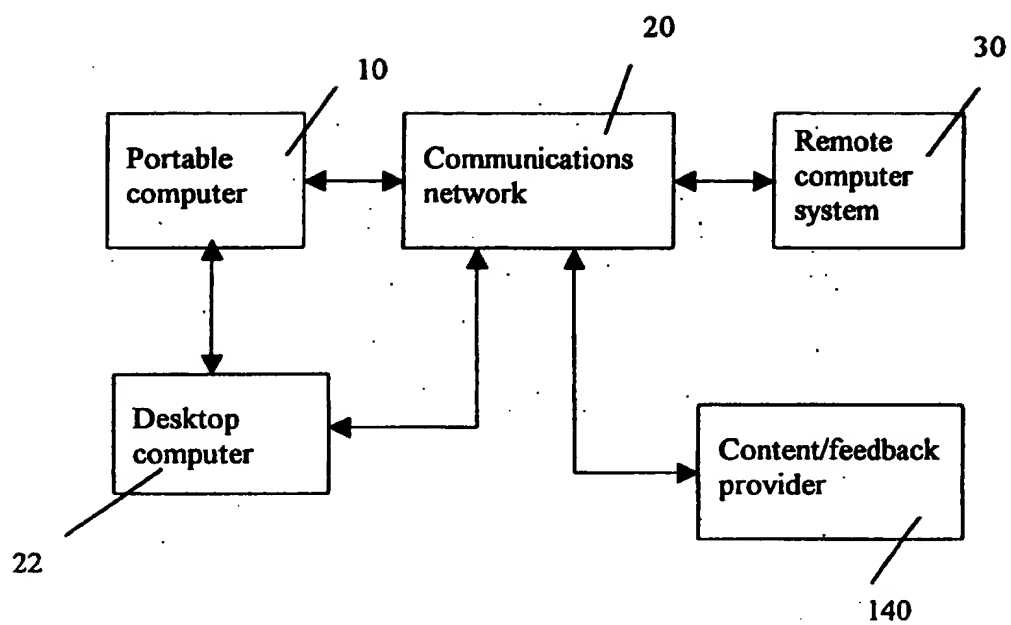 20
30
10
Portable
computer
Communications
network
Remote
computer
system
Desktop
computer
Content/feedback
provider
22
140